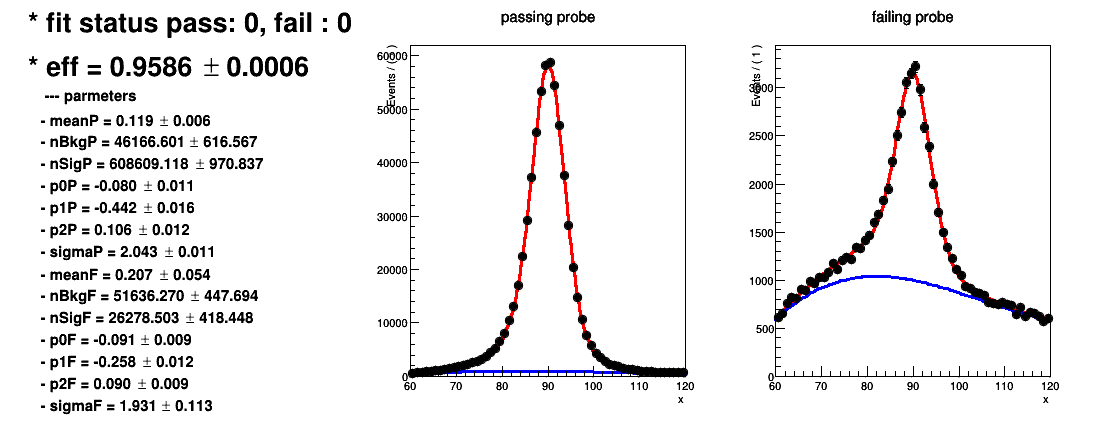 * fit status pass: 0, fail : 0
* eff = 0.9586 ± 0.0006
--- parmeters
- meanP = 0.119 ± 0.006
- nBkgP = 46166.601 ± 616.567
- nSigP = 608609.118 ± 970.837
- p0P = -0.080 ± 0.011
- p1P = -0.442 ± 0.016
- p2P = 0.106 ± 0.012
- sigmaP = 2.043 ± 0.011
- meanF = 0.207 ± 0.054
- nBkgF = 51636.270 ± 447.694
- nSigF = 26278.503 ± 418.448
- p0F = -0.091 ± 0.009
- p1F = -0.258 ± 0.012
- p2F = 0.090 ± 0.009
- sigmaF = 1.931 ± 0.113
passing probe
Events / ( 1 )
60000
50000
40000
30000
20000
10000
0
60 70 80 90 100 110 120
x
failing probe
Events / ( 1 )
3000
2500
2000
1500
1000
500
0
60 70 80 90 100 110 120
x